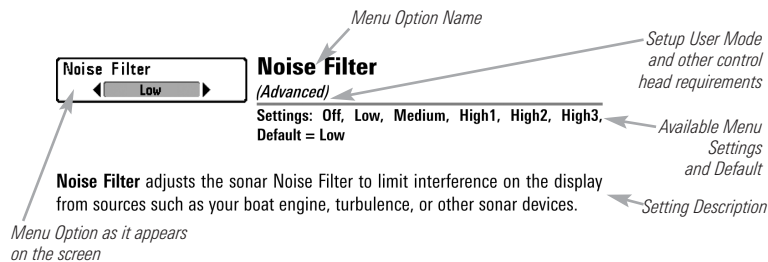 Menu Option Name
Setup User Mode
and other control
head requirements
Noise Filter
Low
Noise Filter
(Advanced)
Settings: Off, Low, Medium, High1, High2, High3,
Default = Low
Available Menu
Settings
and Default
Noise Filter adjusts the sonar Noise Filter to limit interference on the display
from sources such as your boat engine, turbulence, or other sonar devices.
Setting Description
Menu Option as it appears
on the screen